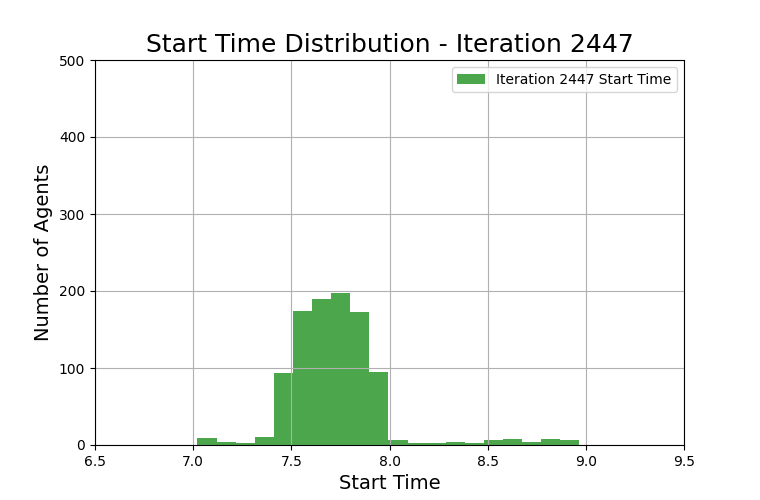 Start Time Distribution - Iteration 2447
Iteration 2447 Start Time
500
400
300
200
100
0
Number of Agents
6.5 7.0 7.5 8.0 8.5 9.0 9.5
Start Time